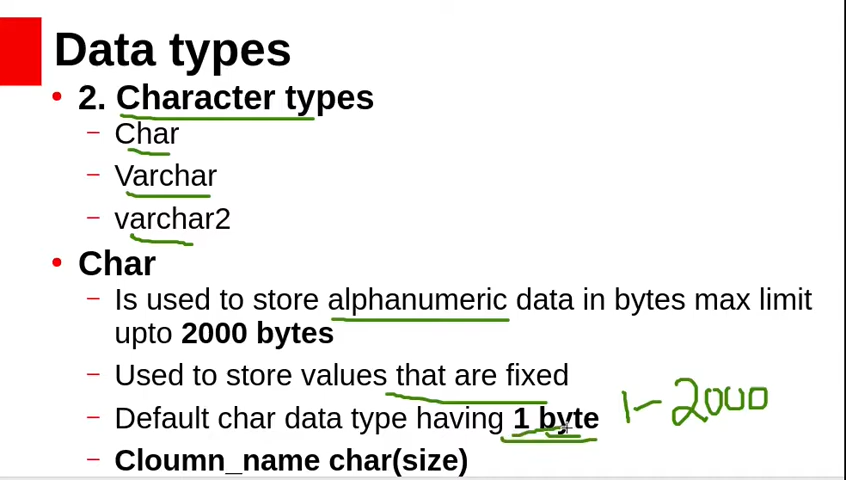 Data types
• 2. Character types
– Char
– Varchar
– varchar2
• Char
– Is used to store alphanumeric data in bytes max limit
upto 2000 bytes
– Used to store values that are fixed
– Default char data type having 1 byte 1-2000
– Cloumn_name char(size)